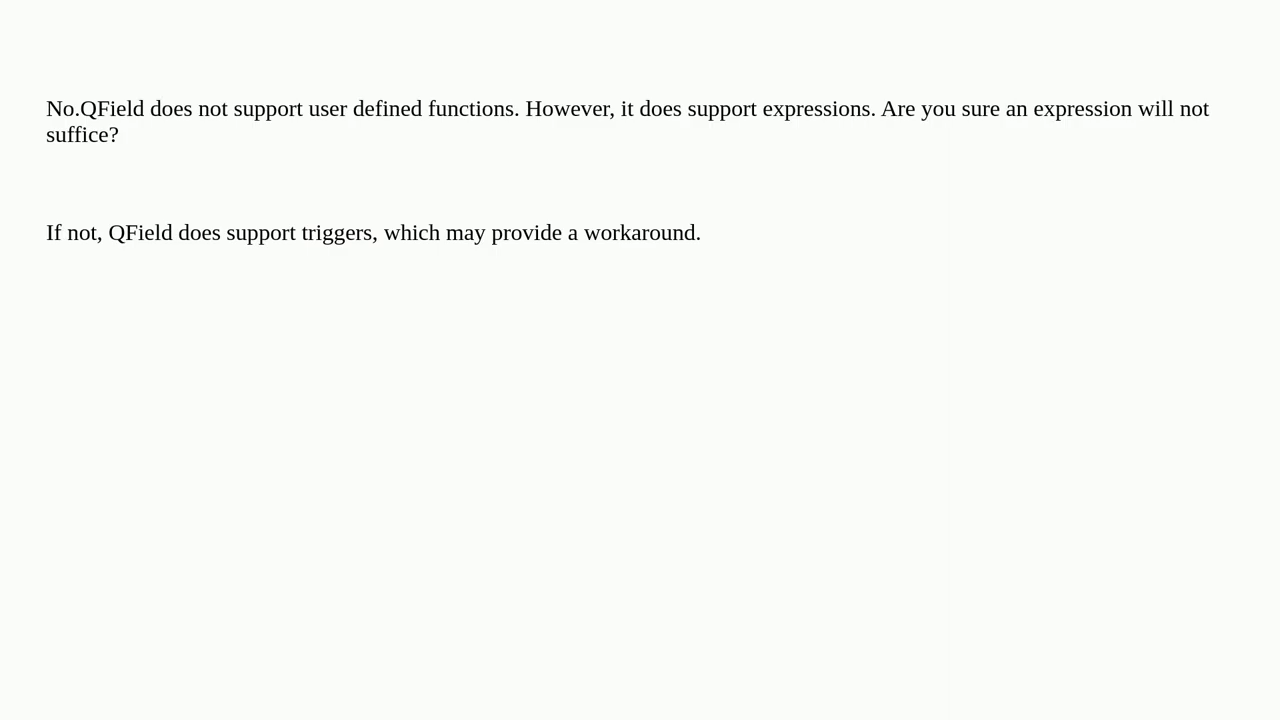 No.QField does not support user defined functions. However, it does support expressions. Are you sure an expression will not
suffice?
If not, QField does support triggers, which may provide a workaround.